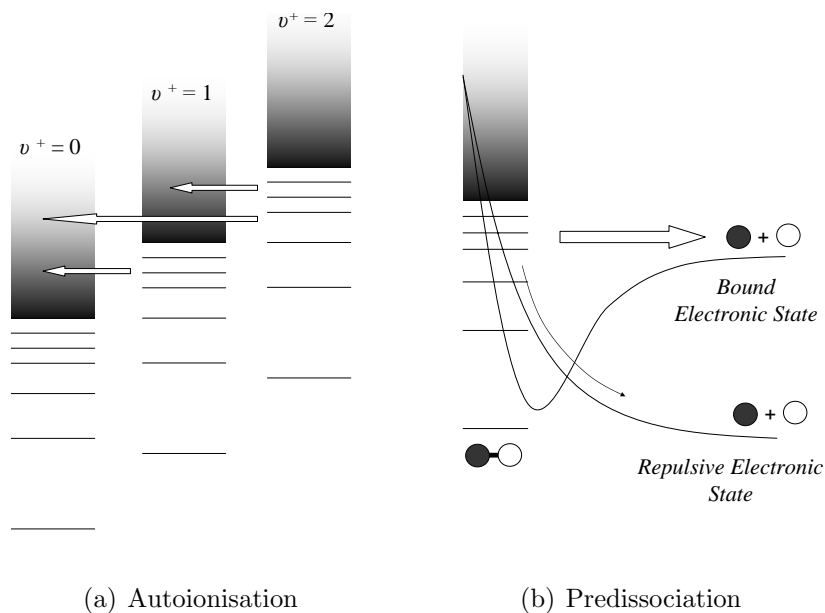 υ⁺ = 0
υ⁺ = 1
υ⁺ = 2
+
Bound
Electronic State
+
Repulsive Electronic
State
(a) Autoionisation
(b) Predissociation